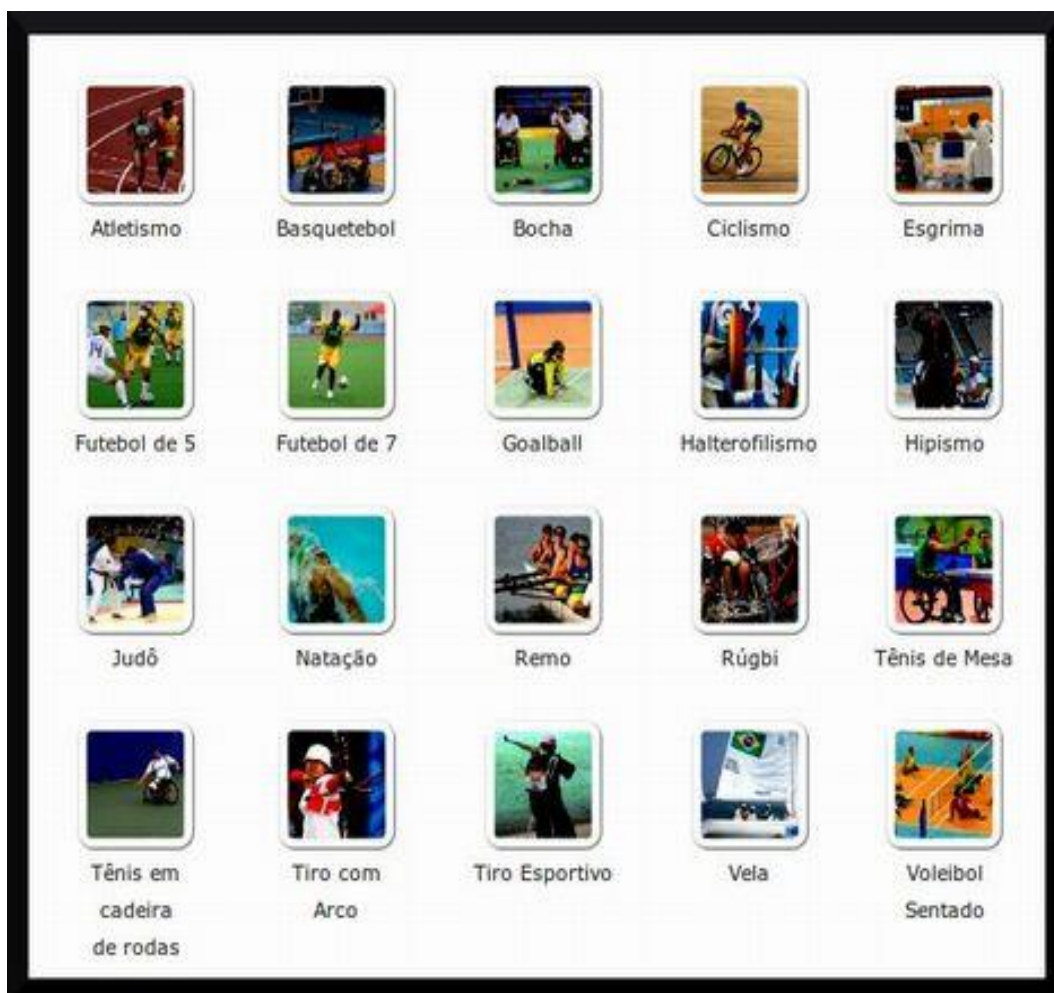 Atletismo
Basquetebol
Bocha
Ciclismo
Esgrima
Futebol de 5
Futebol de 7
Goalball
Halterofilismo
Hipismo
Judô
Natação
Remo
Rúgbi
Tênis de Mesa
Tênis em
cadeira
de rodas
Tiro com
Arco
Tiro Esportivo
Vela
Voleibol
Sentado